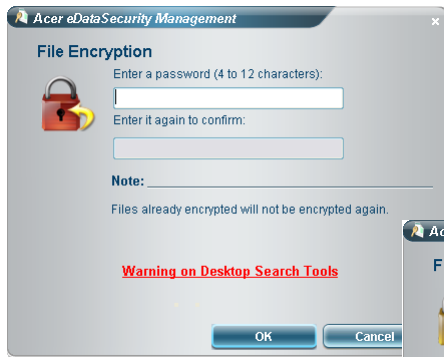 Acer eDataSecurity Management
File Encryption
Enter a password (4 to 12 characters):
Enter it again to confirm:
Note:
Files already encrypted will not be encrypted again.
Warning on Desktop Search Tools
OK
Cancel